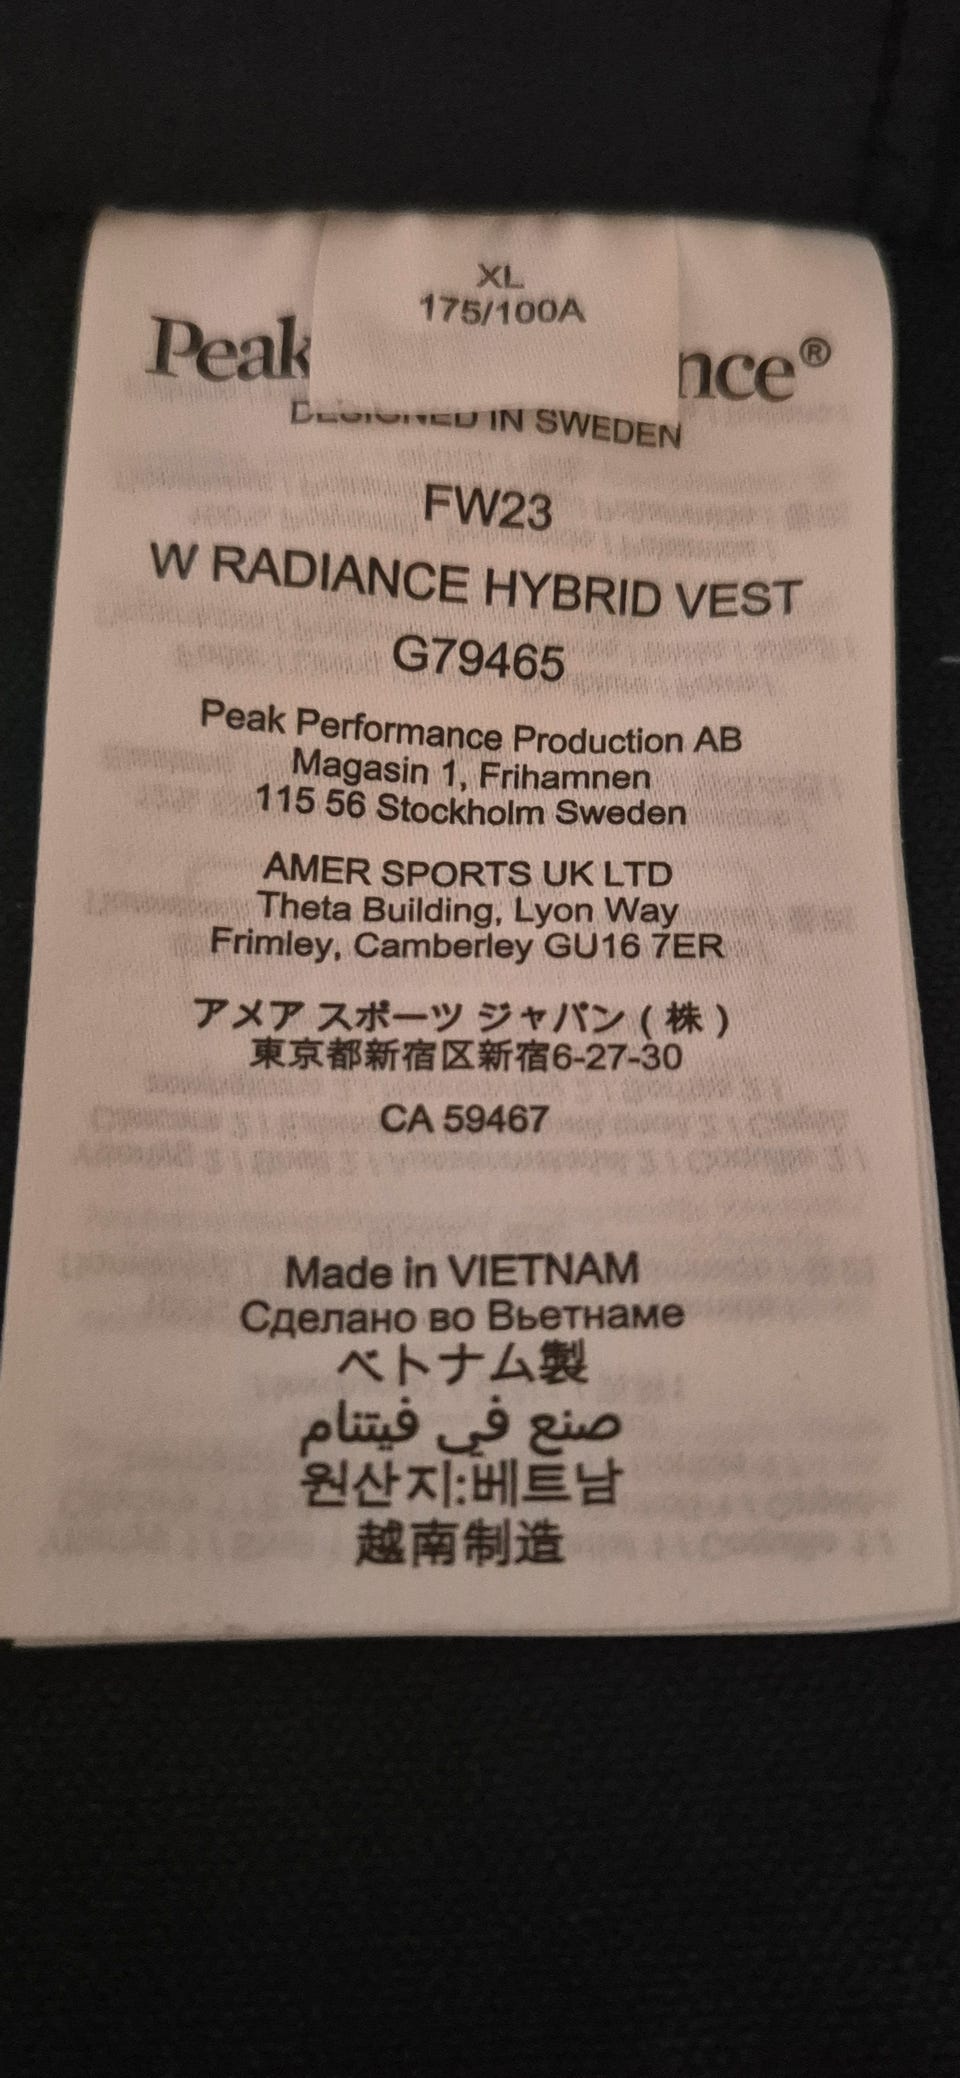 XL
175/100A
Peak nce®
DESIGNED IN SWEDEN
FW23
W RADIANCE HYBRID VEST
G79465
Peak Performance Production AB
Magasin 1, Frihamnen
115 56 Stockholm Sweden
AMER SPORTS UK LTD
Theta Building, Lyon Way
Frimley, Camberley GU16 7ER
アメア スポーツ ジャパン ( 株 )
東京都新宿区新宿6-27-30
CA 59467
Made in VIETNAM
Сделано во Вьетнаме
ベトナム製
صنع في فيتنام
원산지:베트남
越南制造